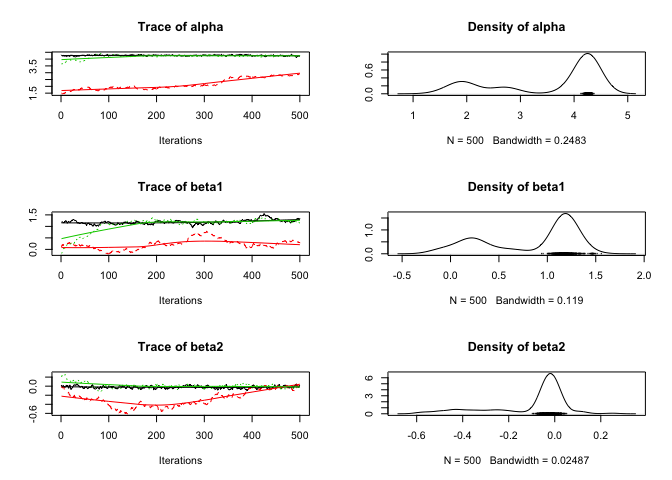 Trace of alpha
1.5 3.5
0 100 200 300 400 500
Iterations
Density of alpha
0.0 0.6
1 2 3 4 5
N = 500 Bandwidth = 0.2483
Trace of beta1
0.0 1.5
0 100 200 300 400 500
Iterations
Density of beta1
0.0 1.0
-0.5 0.0 0.5 1.0 1.5 2.0
N = 500 Bandwidth = 0.119
Trace of beta2
-0.6 0.0
0 100 200 300 400 500
Iterations
Density of beta2
0 3 6
-0.6 -0.4 -0.2 0.0 0.2
N = 500 Bandwidth = 0.02487